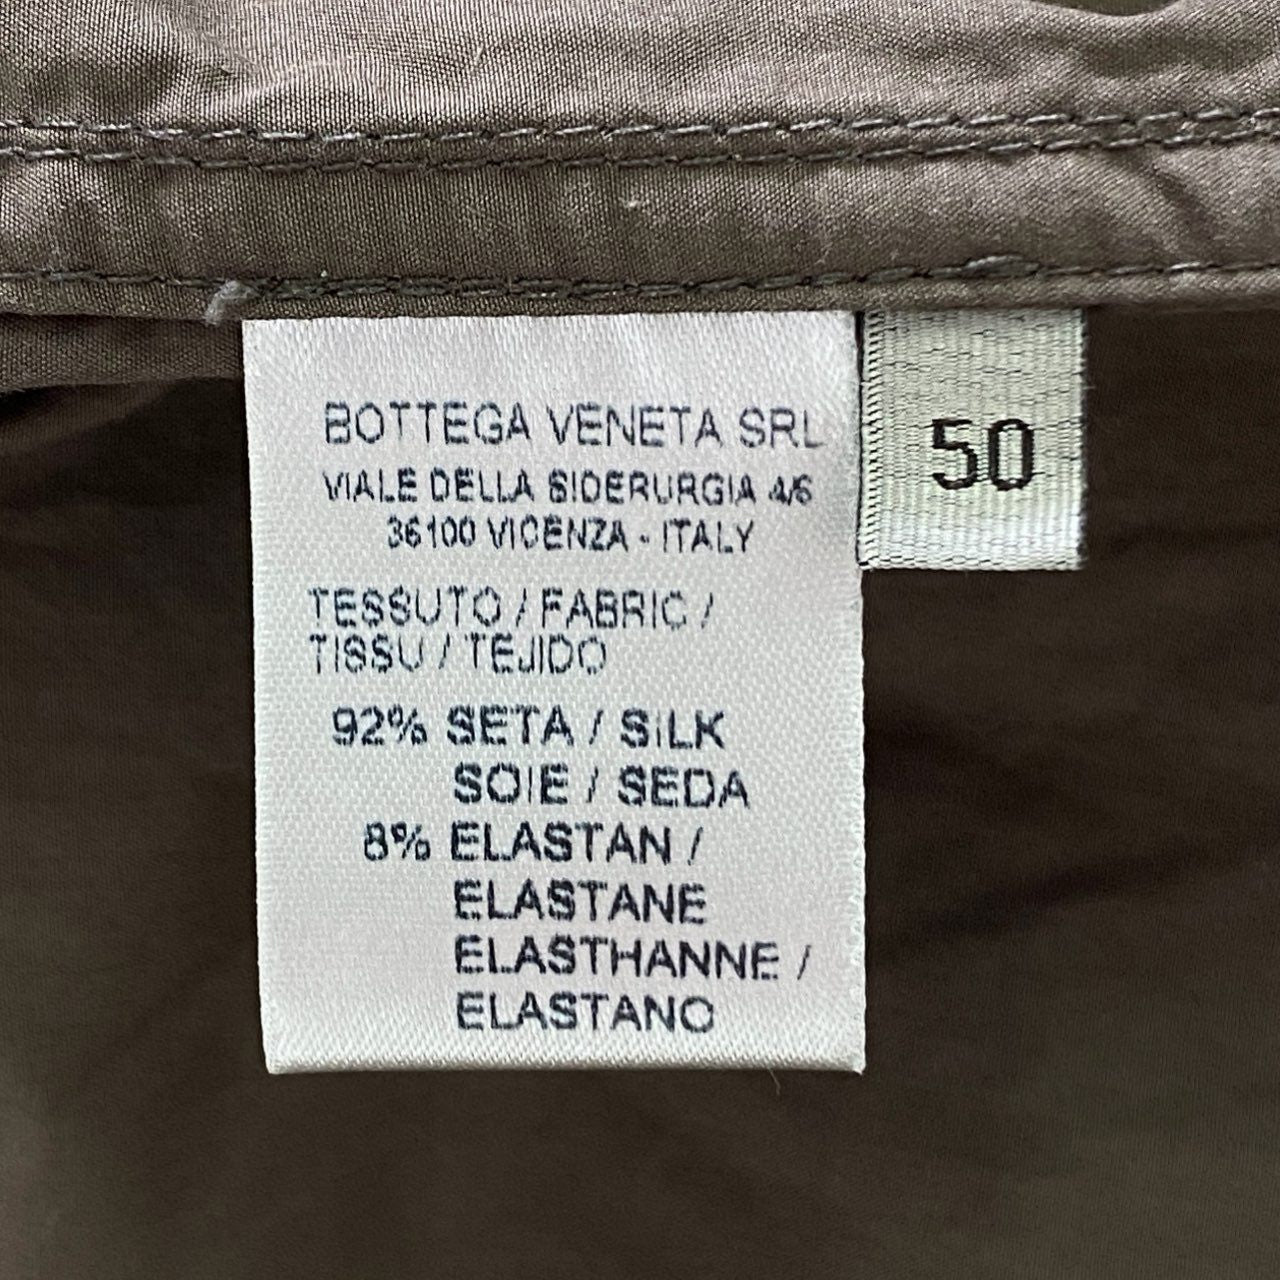 BOTTEGA VENETA SRL
VIALE DELLA SIDERURGIA 4/6
36100 VICENZA - ITALY
TESSUTO / FABRIC /
TISSU / TEJIDO
92% SETA / SILK
SOIE / SEDA
8% ELASTAN /
ELASTANE
ELASTHANNE /
ELASTANO
50